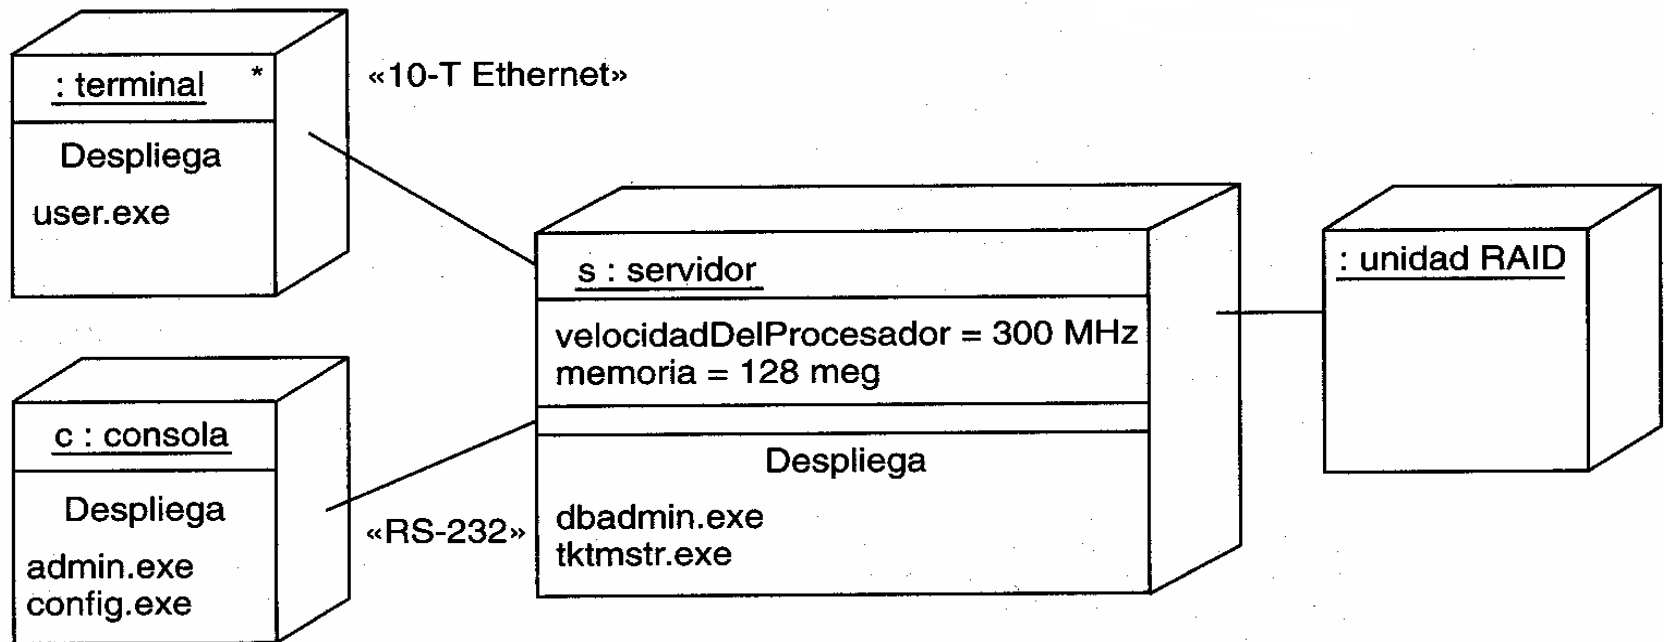 : terminal *
«10-T Ethernet»
Despliega
user.exe
c : consola
Despliega
admin.exe
config.exe
«RS-232»
s : servidor
velocidadDelProcesador = 300 MHz
memoria = 128 meg
Despliega
dbadmin.exe
tktmstr.exe
: unidad RAID